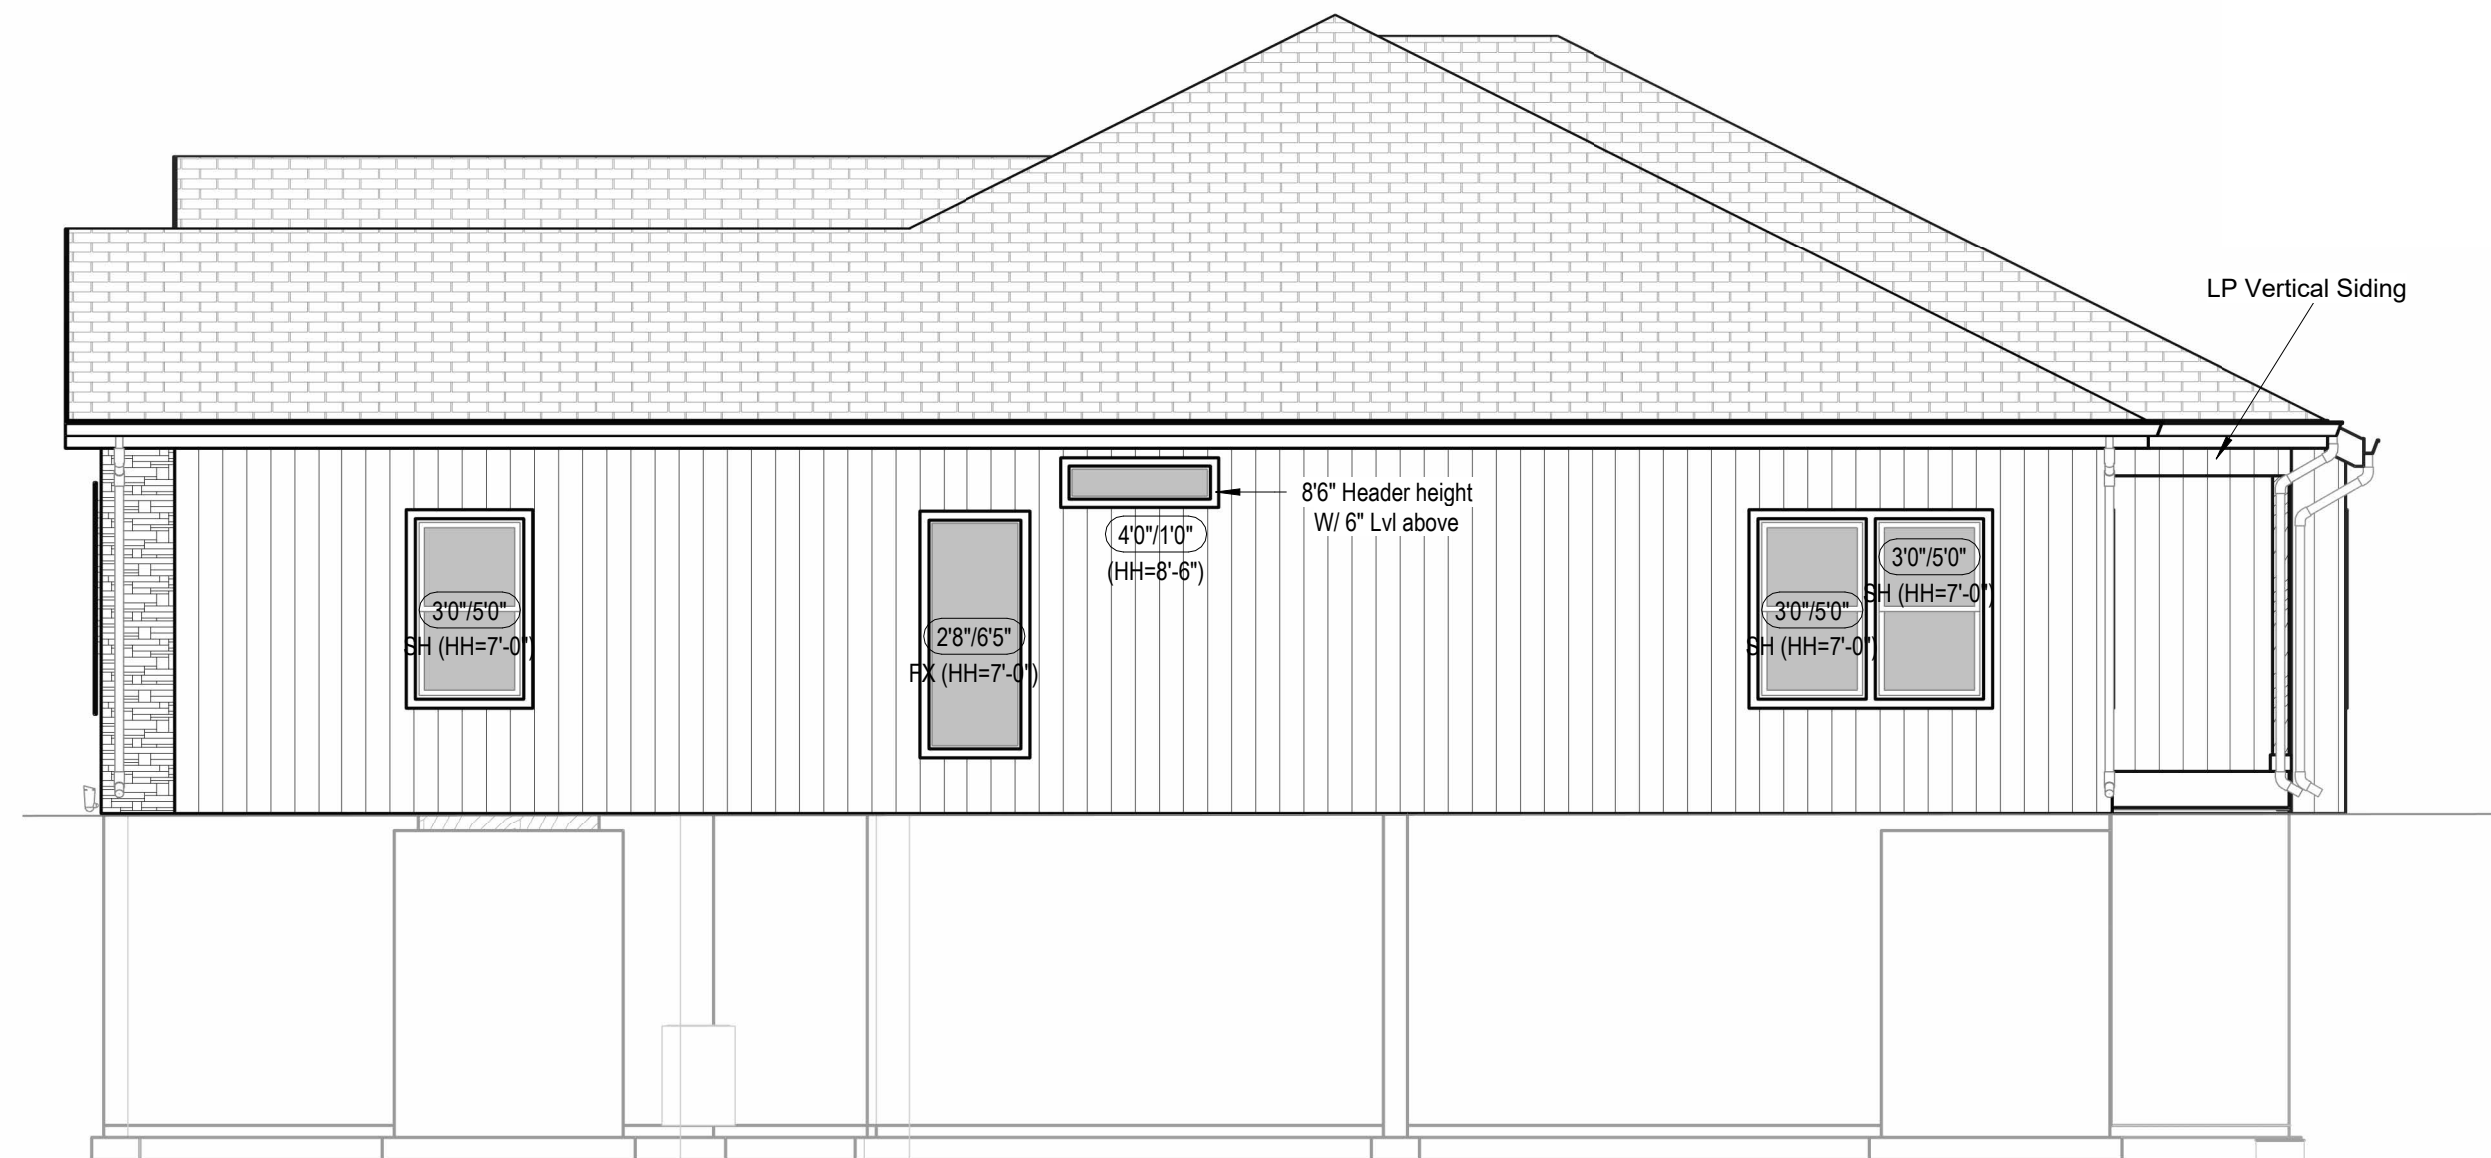 LP Vertical Siding
8'6" Header height
W/ 6" Lvl above
4'0"/1'0"
(HH=8'-6")
3'0"/5'0"
SH (HH=7'-0")
2'8"/6'5"
FX (HH=7'-0")
3'0"/5'0"
SH (HH=7'-0")
3'0"/5'0"
SH (HH=7'-0")